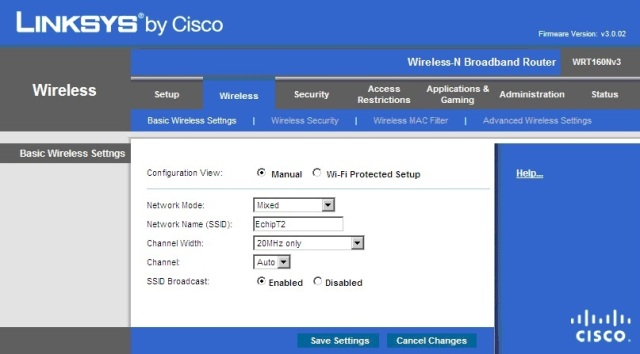 LINKSYS® by Cisco
Firmware Version: v3.0.02
Wireless-N Broadband Router WRT160Nv3
Wireless
Setup Wireless Security Access Restrictions Applications & Gaming Administration Status
Basic Wireless Settngs | Wireless Security | Wireless MAC Filter | Advanced Wireless Settings
Basic Wireless Settngs
Configuration View: Manual Wi-Fi Protected Setup
Help...
Network Mode: Mixed
Network Name (SSID): EchipT2
Channel Width: 20MHz only
Channel: Auto
SSID Broadcast: Enabled Disabled
Save Settings Cancel Changes
CISCO.